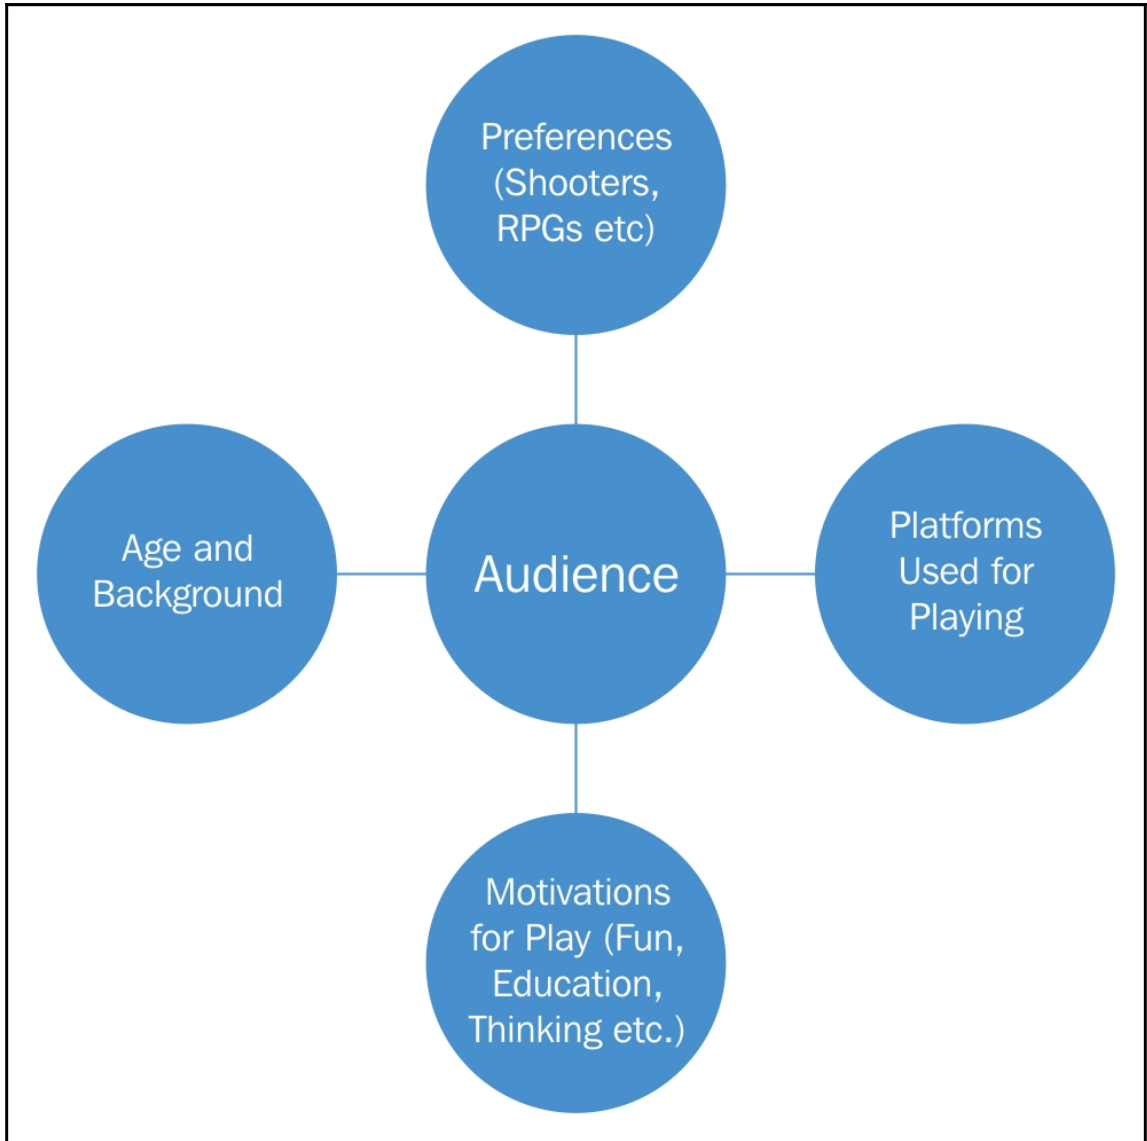 Preferences
(Shooters,
RPGs etc)
Age and
Background
Audience
Platforms
Used for
Playing
Motivations
for Play (Fun,
Education,
Thinking etc.)